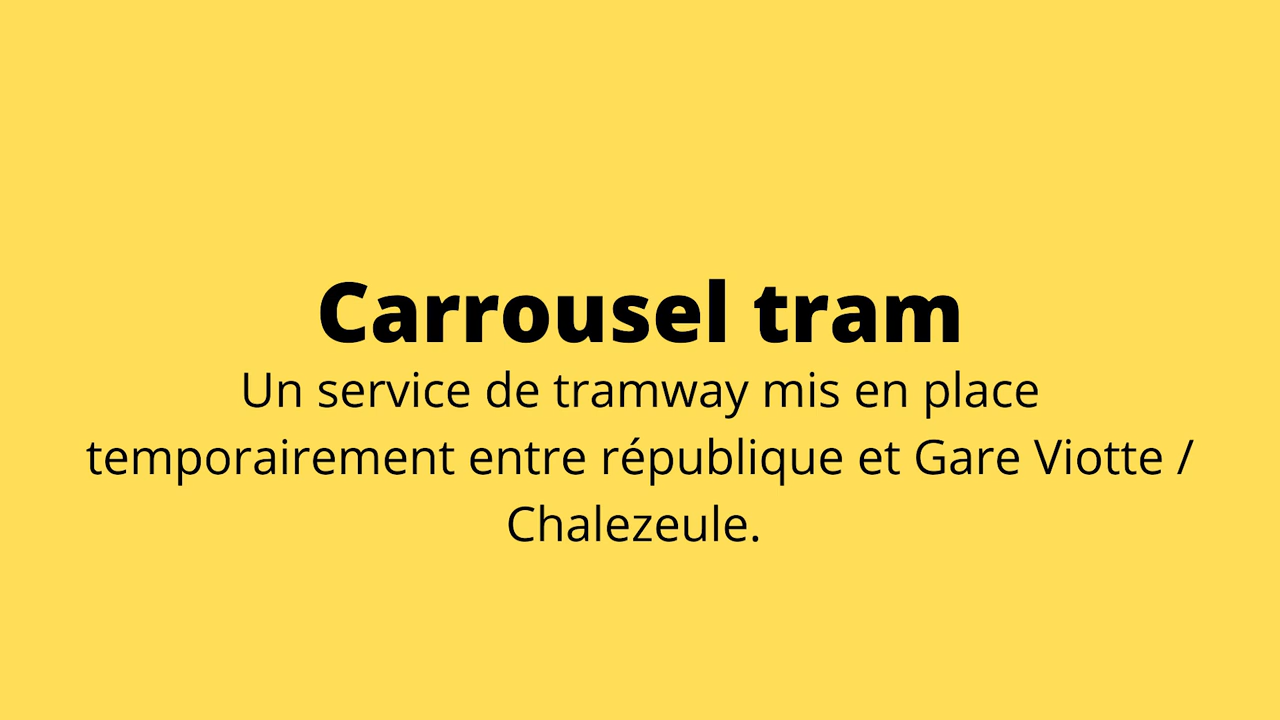 Carrousel tram
Un service de tramway mis en place
temporairement entre république et Gare Viotte /
Chalezeule.